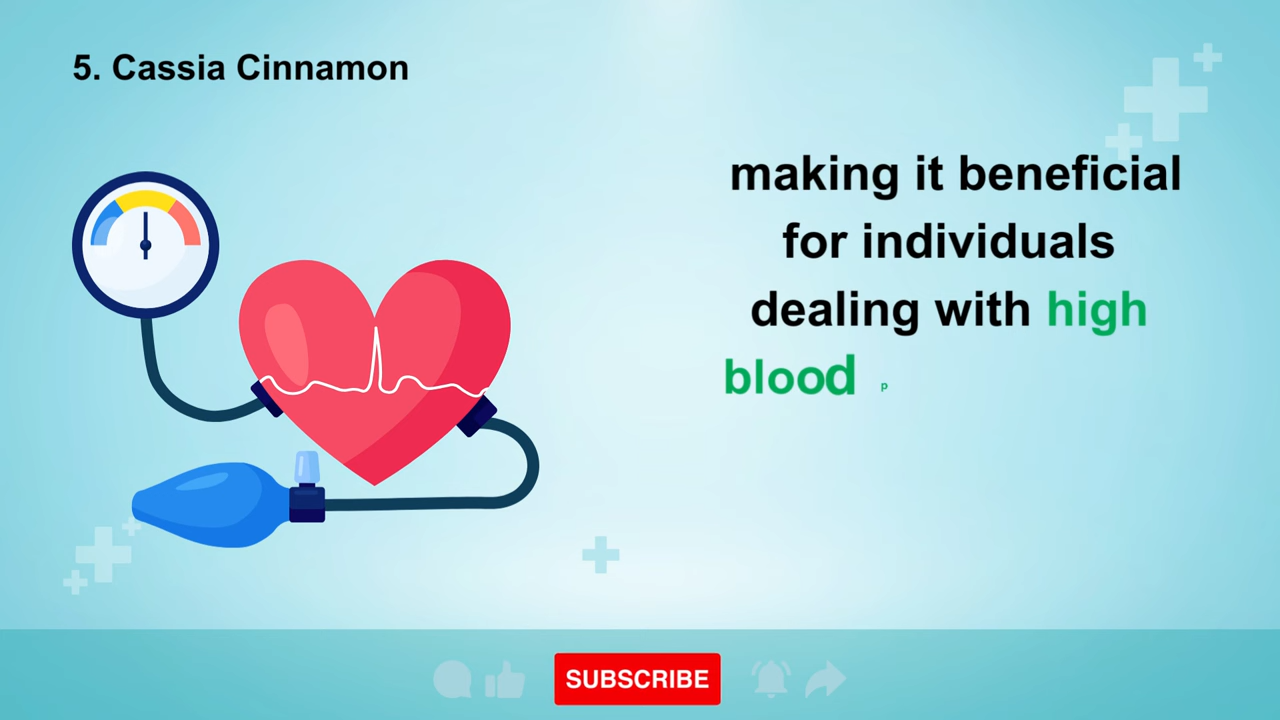 5. Cassia Cinnamon
making it beneficial
for individuals
dealing with high
blood p
SUBSCRIBE